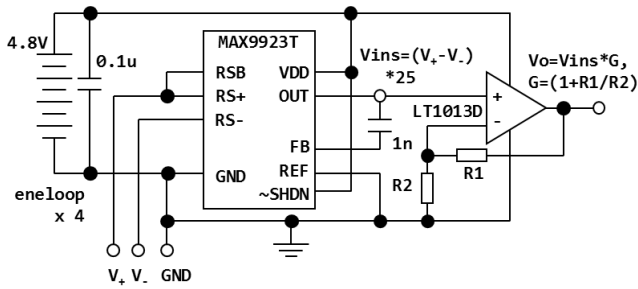 4.8V
0.1u
eneloop
x 4
MAX9923T
RSB
RS+
RS-
GND
VDD
OUT
FB
REF
~SHDN
Vins=(V+-V-)
*25
1n
LT1013D
+
-
R1
R2
Vo=Vins*G,
G=(1+R1/R2)
V+ V- GND